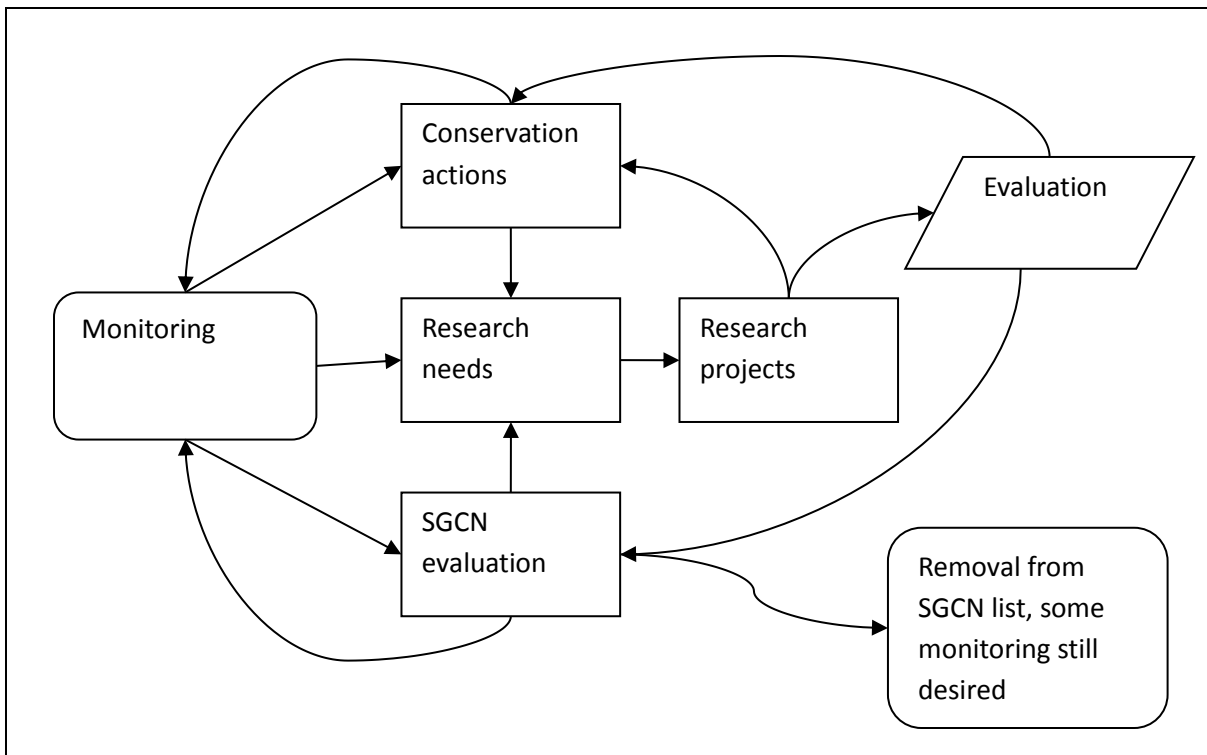 Conservation
actions
Evaluation
Monitoring
Research
needs
Research
projects
SGCN
evaluation
Removal from
SGCN list, some
monitoring still
desired